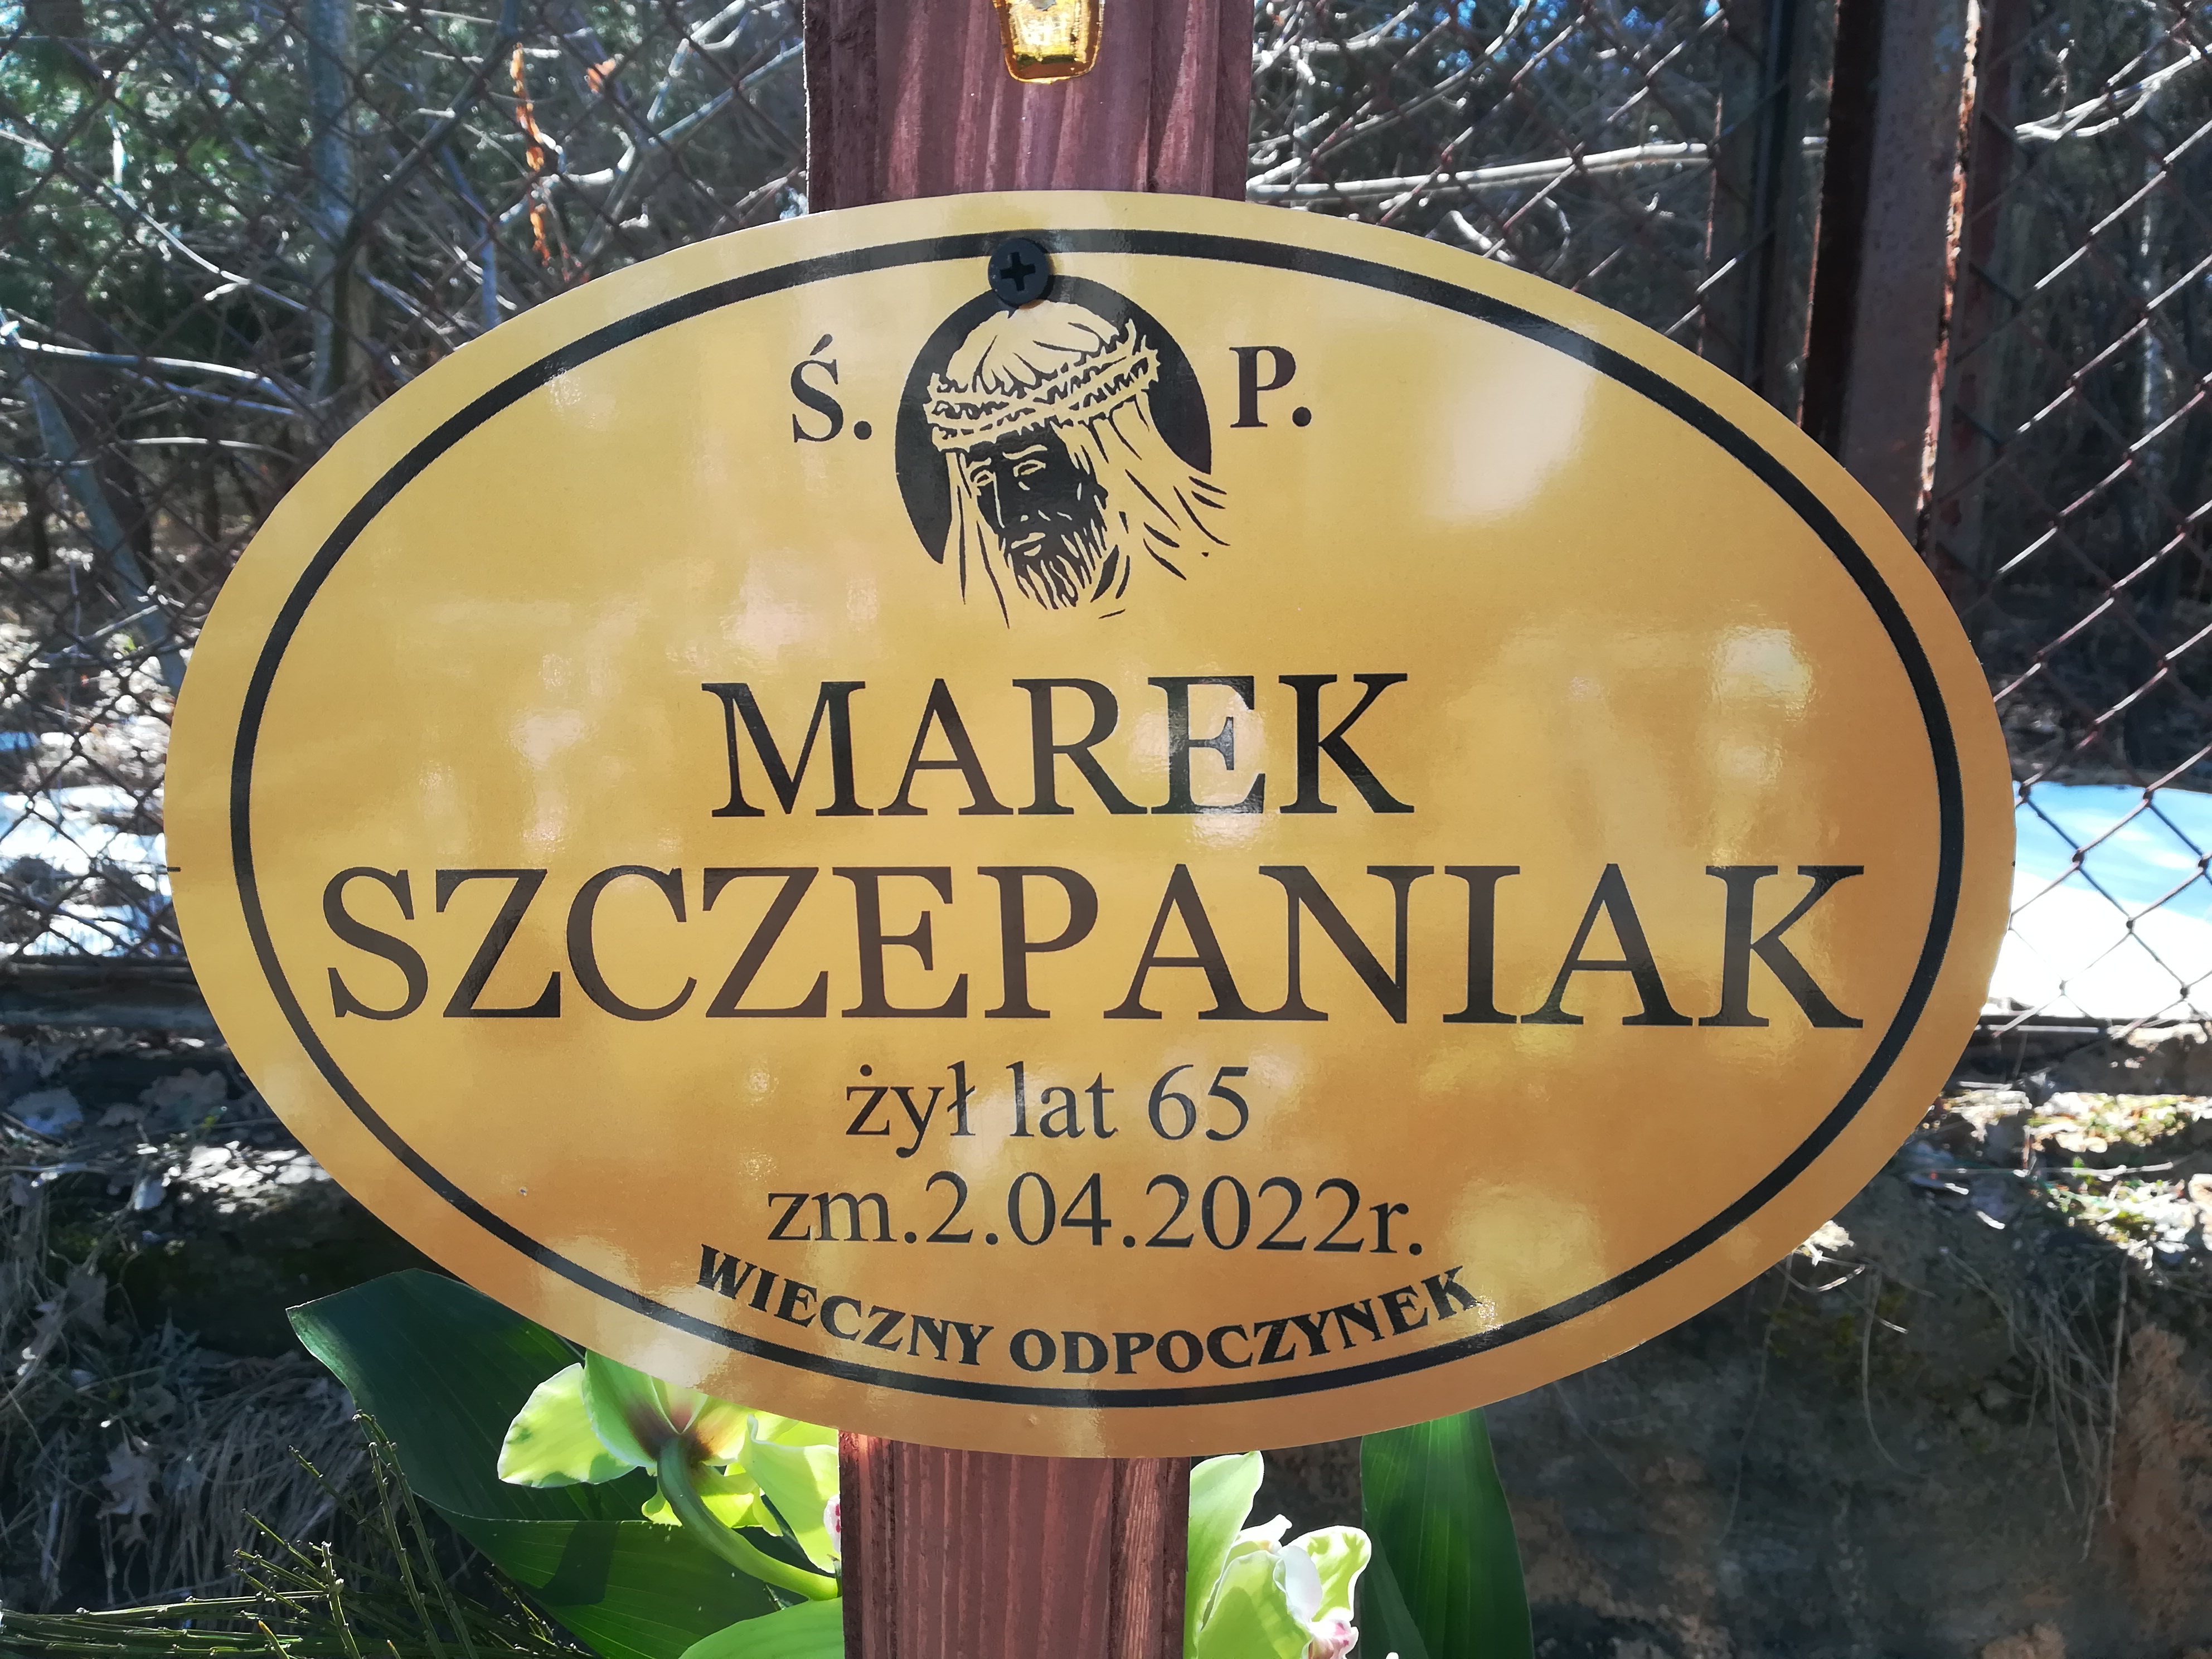 Ś. P.
MAREK
SZCZEPANIAK
żył lat 65
zm.2.04.2022r.
WIECZNY ODPOCZYNEK